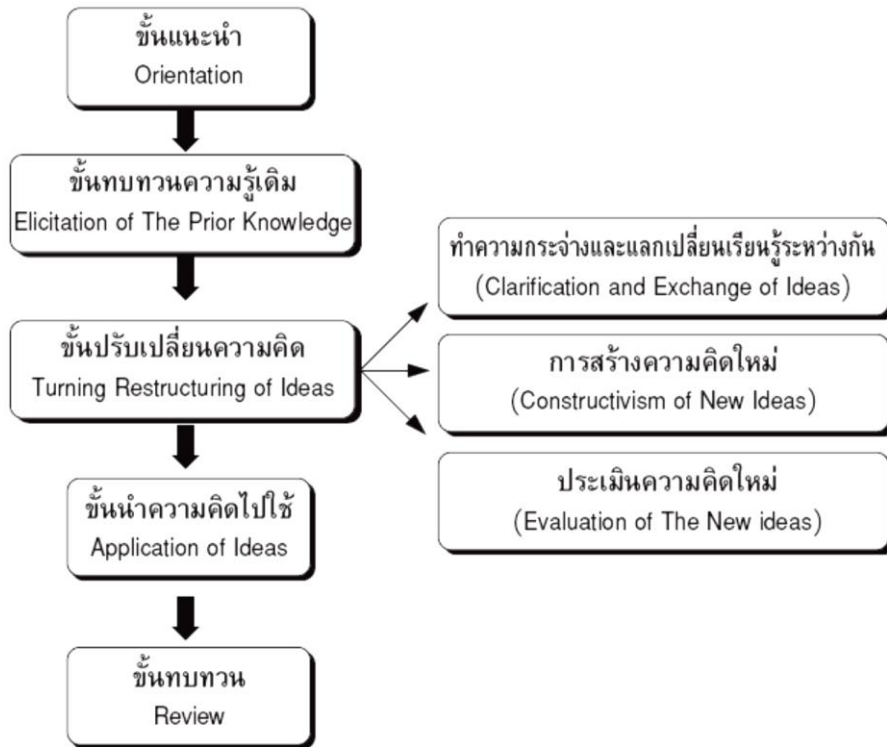 ขั้นแนะนำ
Orientation
ขั้นทบทวนความรู้เดิม
Elicitation of The Prior Knowledge
ขั้นปรับเปลี่ยนความคิด
Turning Restructuring of Ideas
ทำความกระจ่างและแลกเปลี่ยนเรียนรู้ระหว่างกัน
(Clarification and Exchange of Ideas)
การสร้างความคิดใหม่
(Constructivism of New Ideas)
ประเมินความคิดใหม่
(Evaluation of The New ideas)
ขั้นนำความคิดไปใช้
Application of Ideas
ขั้นทบทวน
Review